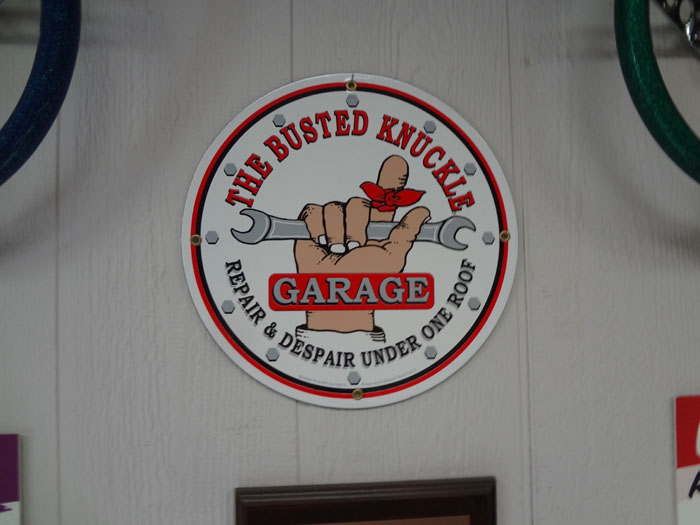 THE BUSTED KNUCKLE
GARAGE
REPAIR & DESPAIR UNDER ONE ROOF